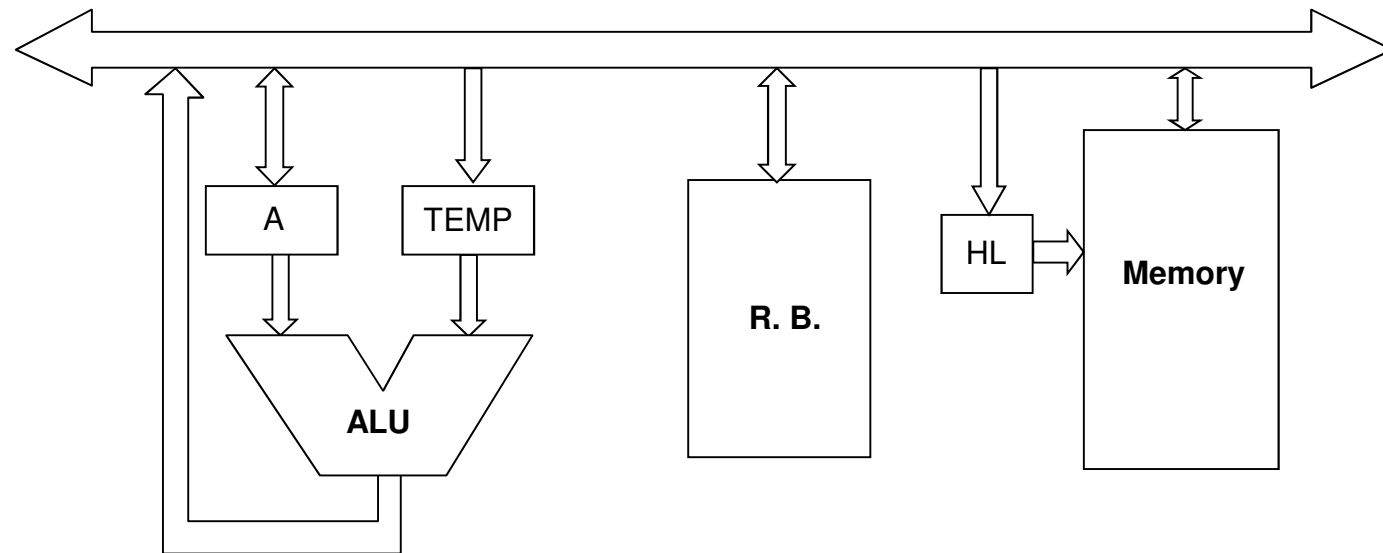 A
TEMP
HL
Memory
R. B.
ALU